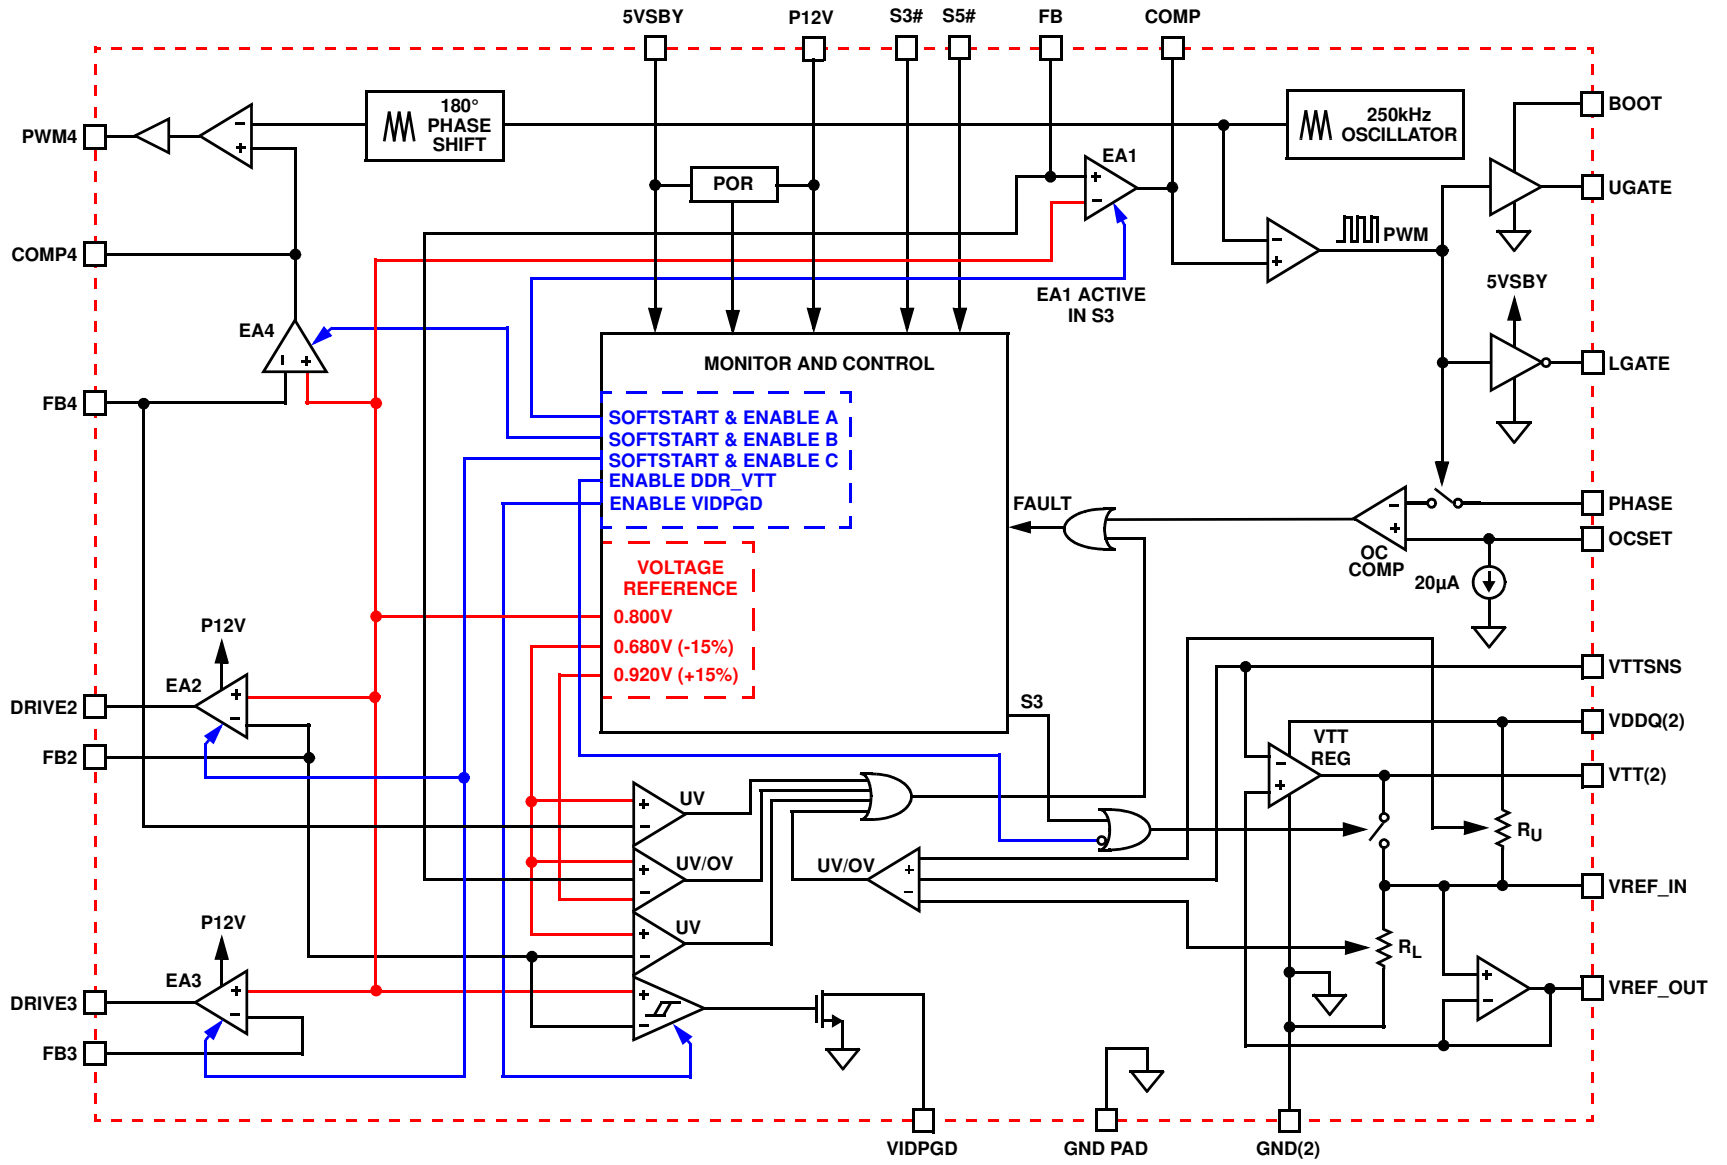 5VSBY
P12V
S3#
S5#
FB
COMP
BOOT
180°
PHASE
SHIFT
250kHz
OSCILLATOR
PWM4
EA1
POR
UGATE
PWM
COMP4
5VSBY
EA1 ACTIVE
IN S3
EA4
MONITOR AND CONTROL
LGATE
FB4
SOFTSTART & ENABLE A
SOFTSTART & ENABLE B
SOFTSTART & ENABLE C
ENABLE DDR_VTT
ENABLE VIDPGD
FAULT
PHASE
OCSET
OC
COMP
20µA
VOLTAGE
REFERENCE
0.800V
0.680V (-15%)
0.920V (+15%)
P12V
VTTSNS
EA2
S3
DRIVE2
VDDQ(2)
VTT
REG
FB2
VTT(2)
UV
RU
UV/OV
UV/OV
VREF_IN
P12V
UV
RL
EA3
DRIVE3
VREF_OUT
FB3
VIDPGD
GND PAD
GND(2)